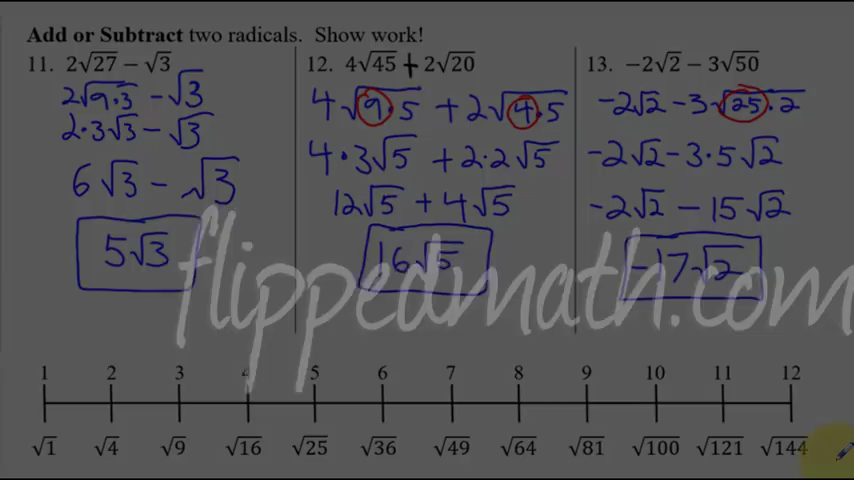 Add or Subtract two radicals. Show work!
11. 2√27 − √3
2√9·3 − √3
2·3√3 − √3
6√3 − √3
5√3
12. 4√45 + 2√20
4√9·5 + 2√4·5
4·3√5 + 2·2√5
12√5 + 4√5
16√5
13. −2√2 − 3√50
-2√2 - 3√25·2
-2√2 - 3·5√2
-2√2 - 15√2
-17√2
flippedmath.com
1 2 3 4 5 6 7 8 9 10 11 12
√1 √4 √9 √16 √25 √36 √49 √64 √81 √100 √121 √144